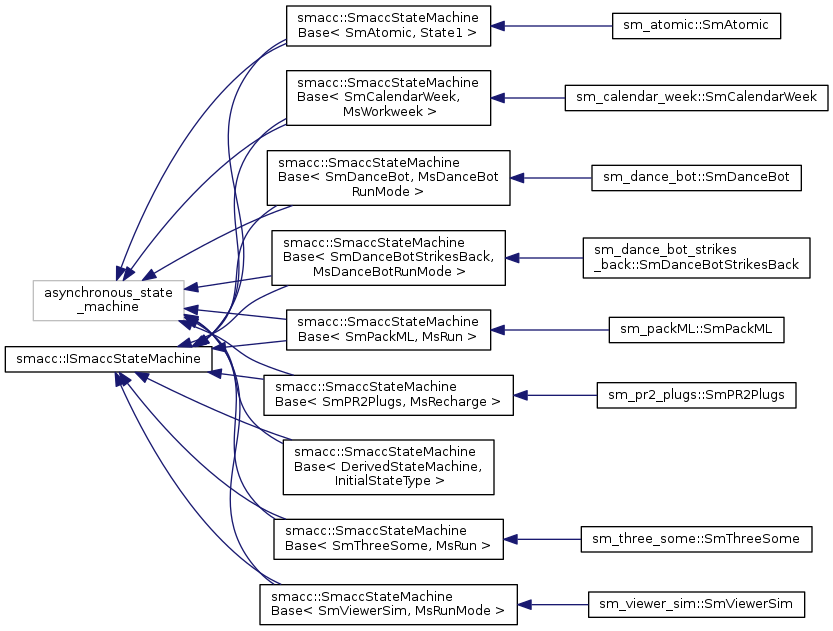 smacc::SmaccStateMachine
Base< SmAtomic, State1 >
sm_atomic::SmAtomic
smacc::SmaccStateMachine
Base< SmCalendarWeek,
MsWorkweek >
sm_calendar_week::SmCalendarWeek
smacc::SmaccStateMachine
Base< SmDanceBot, MsDanceBot
RunMode >
sm_dance_bot::SmDanceBot
smacc::SmaccStateMachine
Base< SmDanceBotStrikesBack,
MsDanceBotRunMode >
sm_dance_bot_strikes
_back::SmDanceBotStrikesBack
asynchronous_state
_machine
smacc::SmaccStateMachine
Base< SmPackML, MsRun >
sm_packML::SmPackML
smacc::ISmaccStateMachine
smacc::SmaccStateMachine
Base< SmPR2Plugs, MsRecharge >
sm_pr2_plugs::SmPR2Plugs
smacc::SmaccStateMachine
Base< DerivedStateMachine,
InitialStateType >
smacc::SmaccStateMachine
Base< SmThreeSome, MsRun >
sm_three_some::SmThreeSome
smacc::SmaccStateMachine
Base< SmViewerSim, MsRunMode >
sm_viewer_sim::SmViewerSim